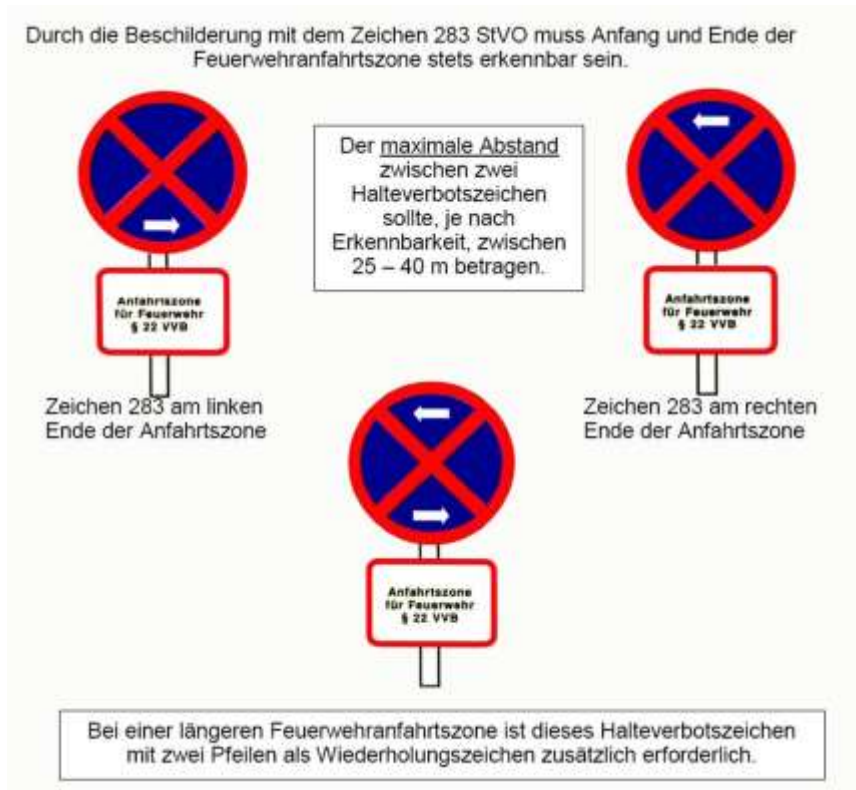 Durch die Beschilderung mit dem Zeichen 283 StVO muss Anfang und Ende der
Feuerwehranfahrtszone stets erkennbar sein.
Der maximale Abstand
zwischen zwei
Halteverbotszeichen
sollte, je nach
Erkennbarkeit, zwischen
25 – 40 m betragen.
Anfahrtszone
für Feuerwehr
§ 22 VVB
Zeichen 283 am linken
Ende der Anfahrtszone
Anfahrtszone
für Feuerwehr
§ 22 VVB
Zeichen 283 am rechten
Ende der Anfahrtszone
Anfahrtszone
für Feuerwehr
§ 22 VVB
Bei einer längeren Feuerwehranfahrtszone ist dieses Halteverbotszeichen
mit zwei Pfeilen als Wiederholungszeichen zusätzlich erforderlich.